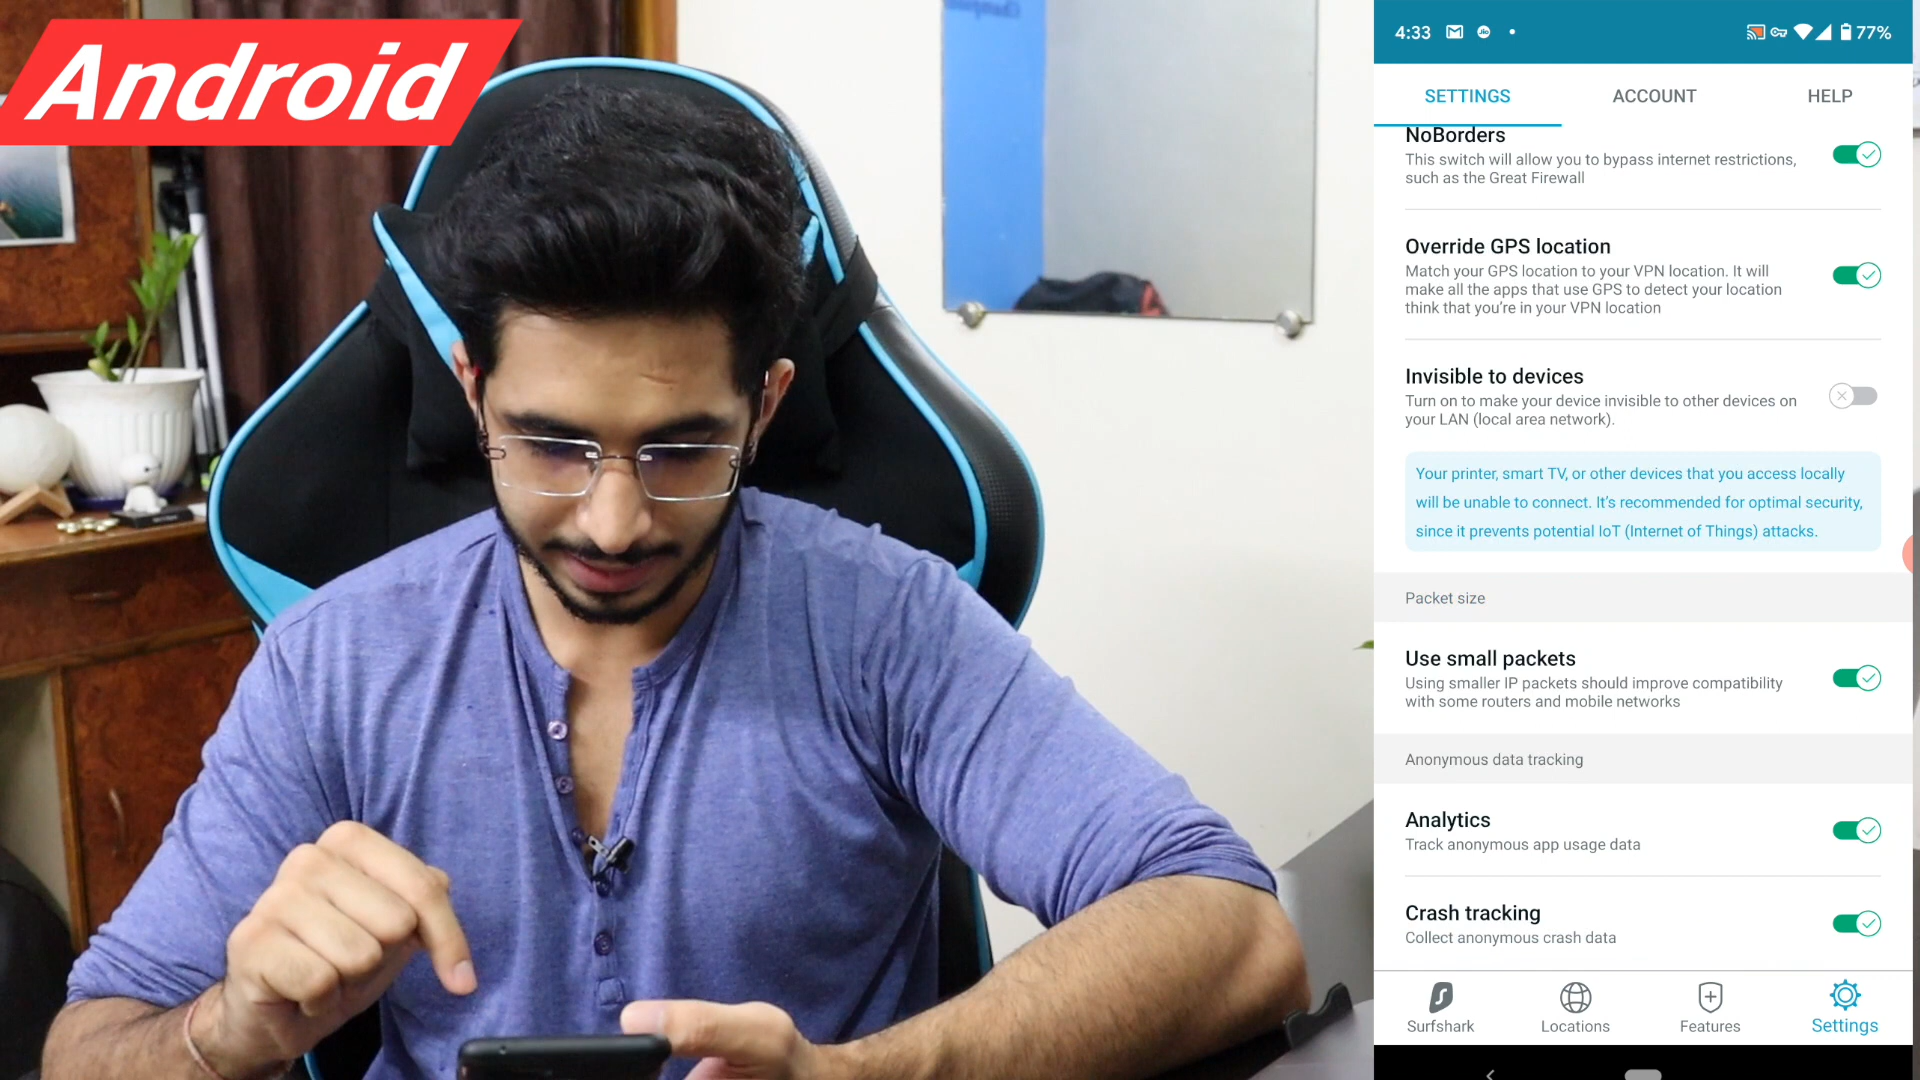 Android
4:33
77%
SETTINGS
ACCOUNT
HELP
NoBorders
This switch will allow you to bypass internet restrictions,
such as the Great Firewall
Override GPS location
Match your GPS location to your VPN location. It will
make all the apps that use GPS to detect your location
think that you're in your VPN location
Invisible to devices
Turn on to make your device invisible to other devices on
your LAN (local area network).
Your printer, smart TV, or other devices that you access locally
will be unable to connect. It's recommended for optimal security,
since it prevents potential IoT (Internet of Things) attacks.
Packet size
Use small packets
Using smaller IP packets should improve compatibility
with some routers and mobile networks
Anonymous data tracking
Analytics
Track anonymous app usage data
Crash tracking
Collect anonymous crash data
Surfshark
Locations
Features
Settings